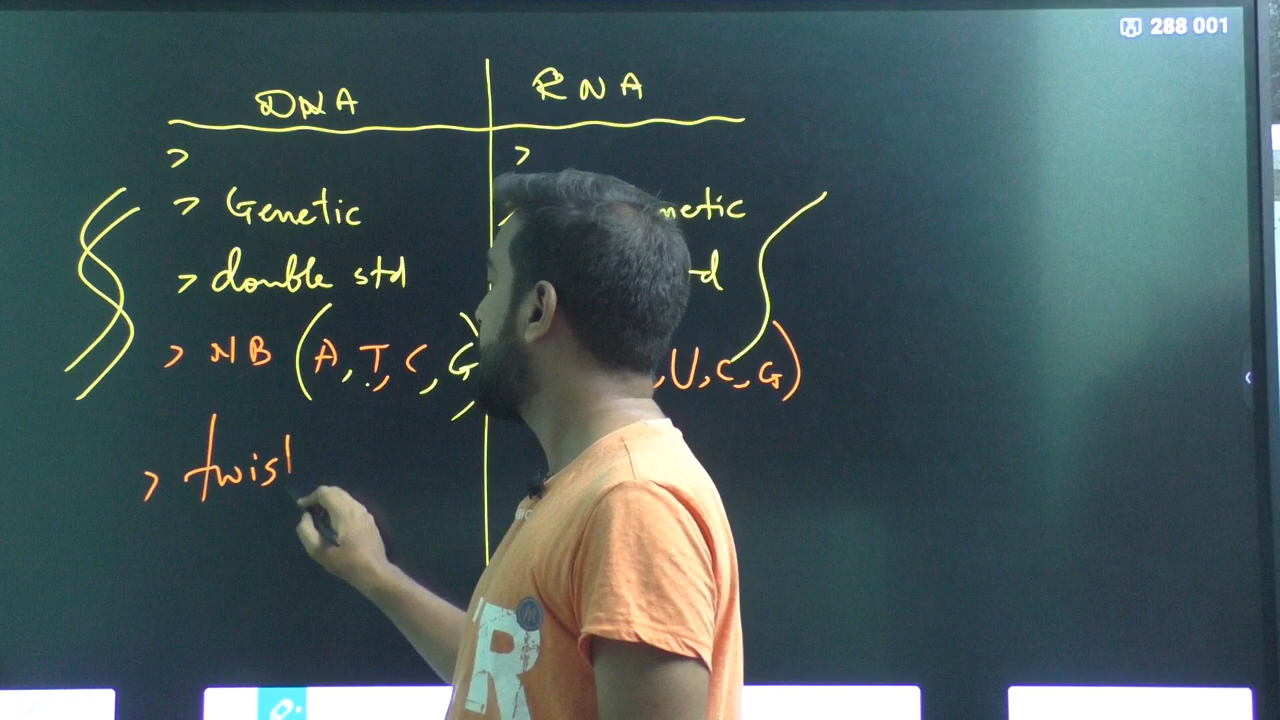 288 001
DNA RNA
> >
> Genetic netic
> double std d
> NB (A, T, C, G) , U, C, G)
> twist
R